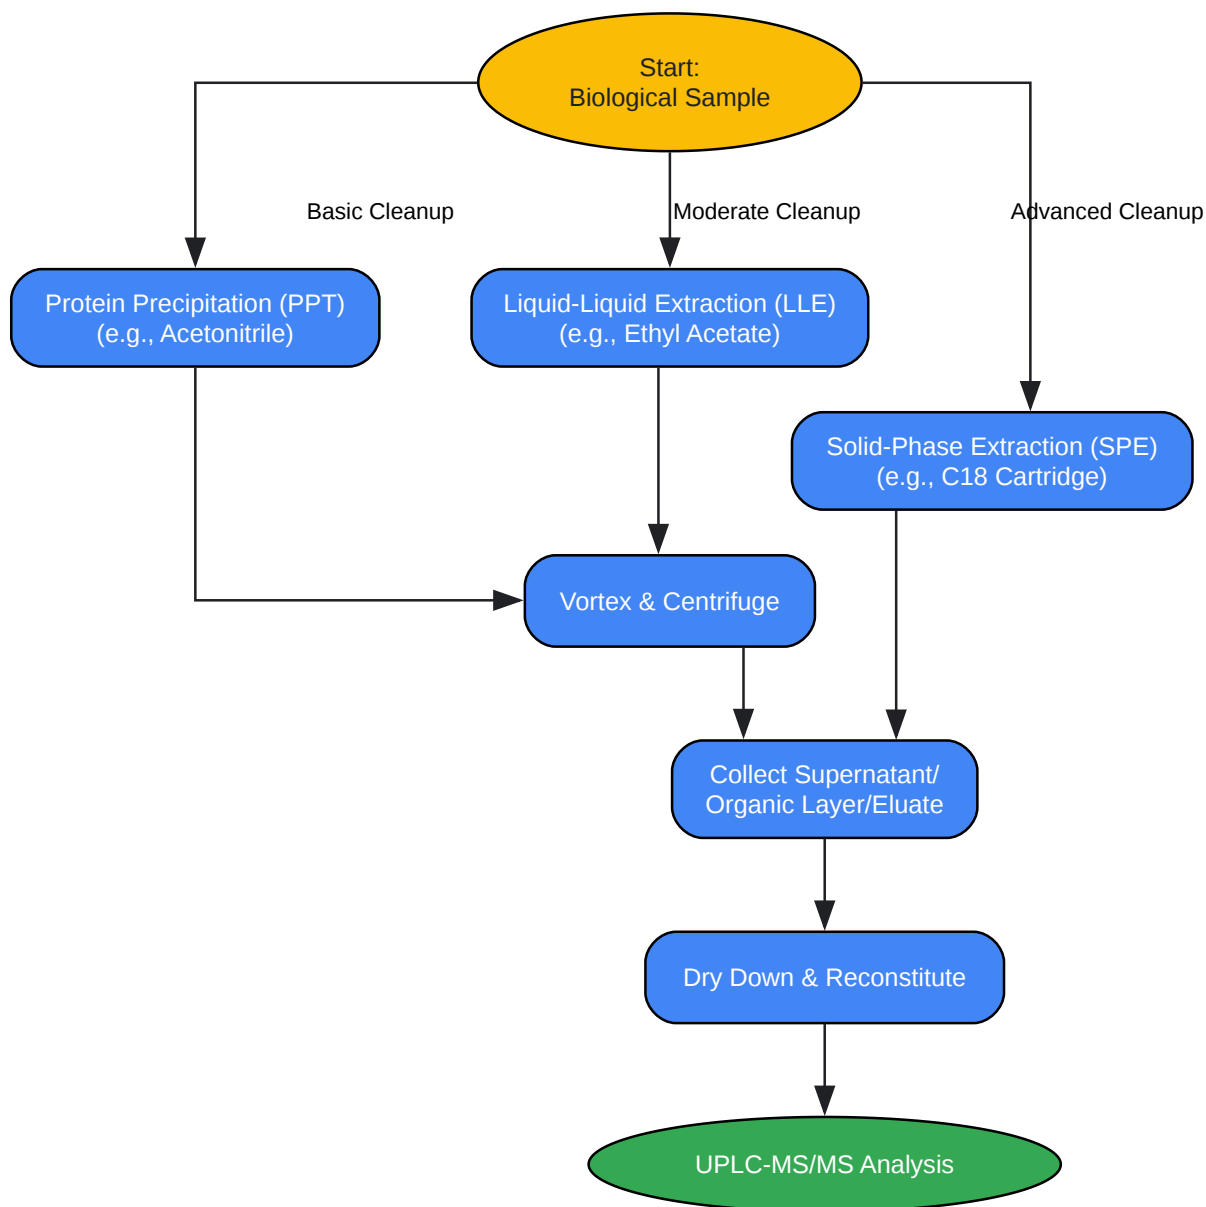 Start:
Biological Sample
Basic Cleanup
Moderate Cleanup
Advanced Cleanup
Protein Precipitation (PPT)
(e.g., Acetonitrile)
Liquid-Liquid Extraction (LLE)
(e.g., Ethyl Acetate)
Solid-Phase Extraction (SPE)
(e.g., C18 Cartridge)
Vortex & Centrifuge
Collect Supernatant/
Organic Layer/Eluate
Dry Down & Reconstitute
UPLC-MS/MS Analysis